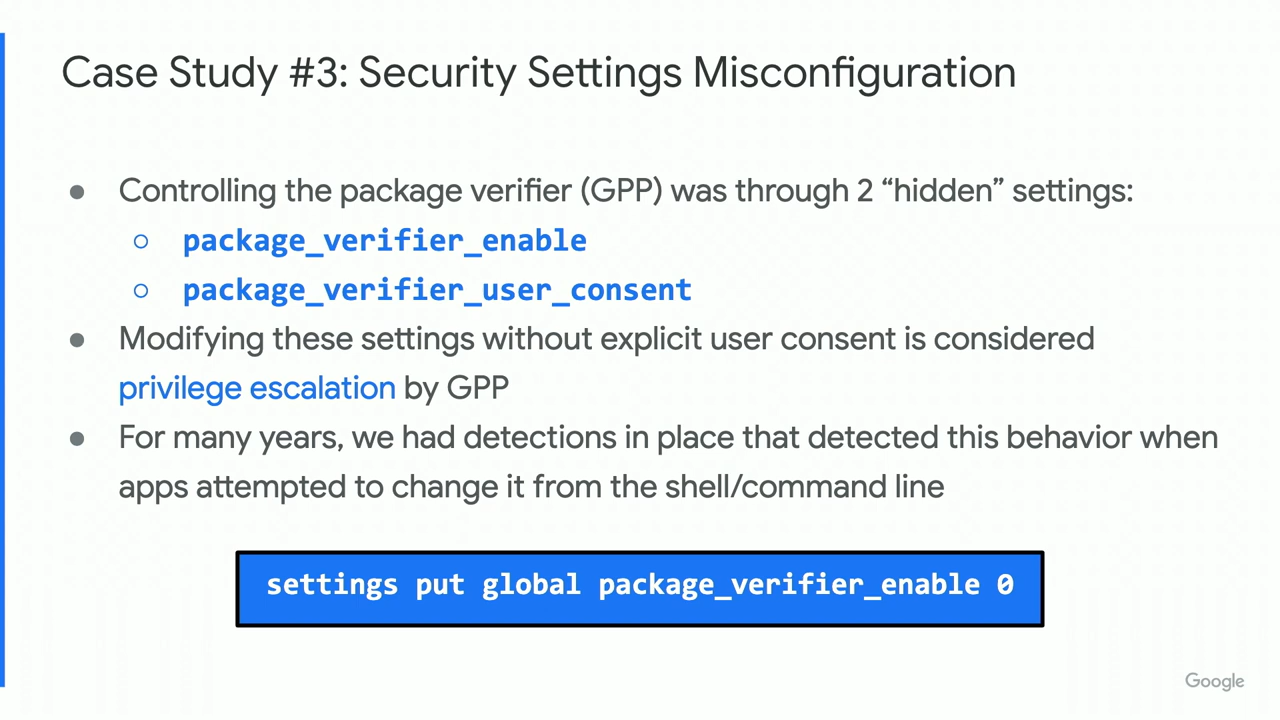 Case Study #3: Security Settings Misconfiguration
● Controlling the package verifier (GPP) was through 2 “hidden” settings:
○ package_verifier_enable
○ package_verifier_user_consent
● Modifying these settings without explicit user consent is considered
privilege escalation by GPP
● For many years, we had detections in place that detected this behavior when
apps attempted to change it from the shell/command line
settings put global package_verifier_enable 0
Google